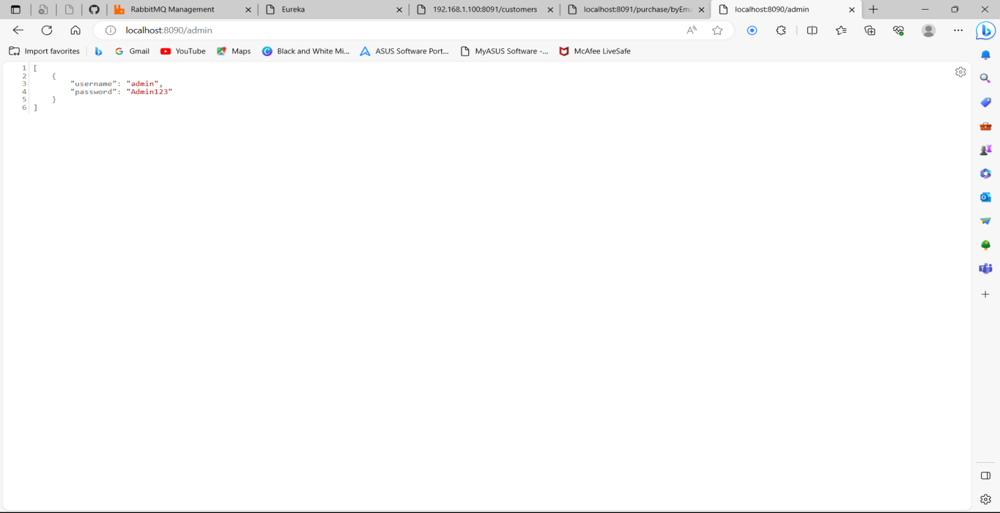 RabbitMQ Management
Eureka
192.168.1.100:8091/customers
localhost:8091/purchase/byEma
localhost:8090/admin
localhost:8090/admin
Import favorites
Gmail
YouTube
Maps
Black and White Mi...
ASUS Software Port...
MyASUS Software -...
McAfee LiveSafe
1 [
2 {
3 "username": "admin",
4 "password": "Admin123"
5 }
6 ]